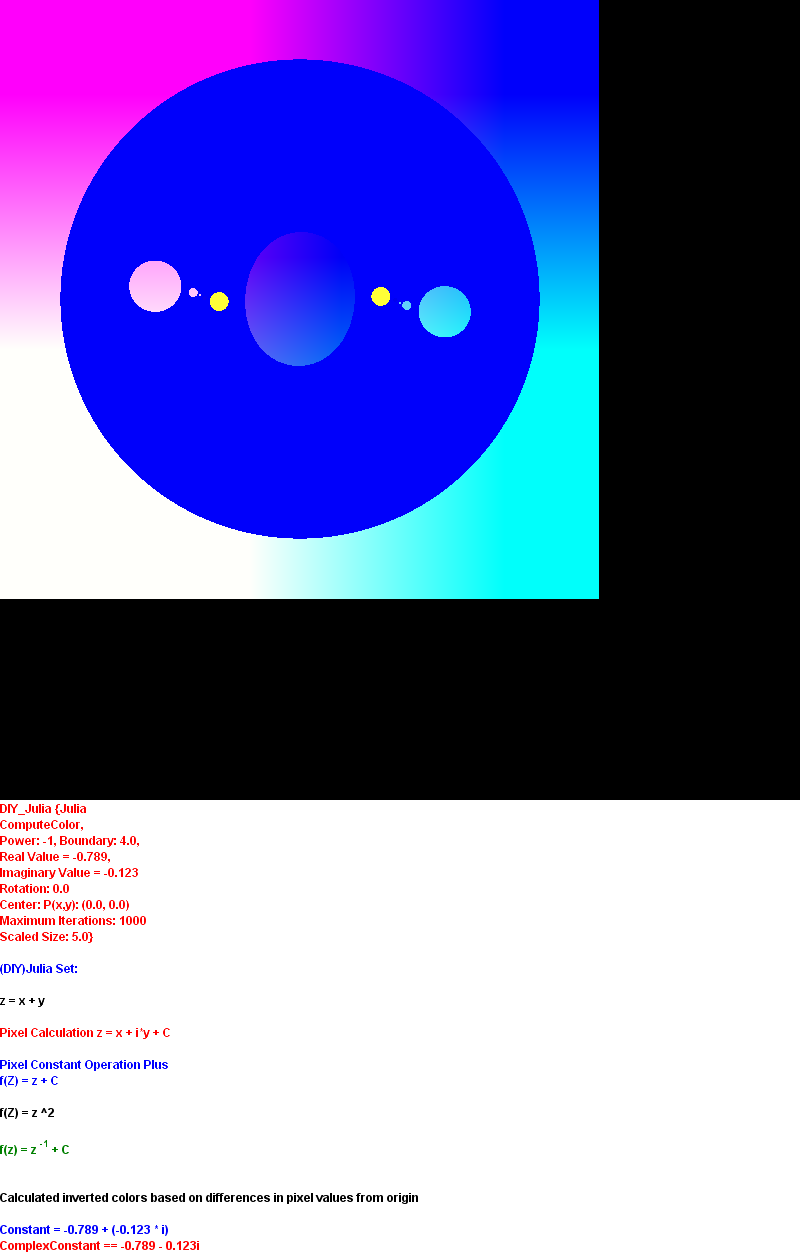 DIY_Julia {Julia
ComputeColor,
Power: -1, Boundary: 4.0,
Real Value = -0.789,
Imaginary Value = -0.123
Rotation: 0.0
Center: P(x,y): (0.0, 0.0)
Maximum Iterations: 1000
Scaled Size: 5.0}
(DIY)Julia Set:
z = x + y
Pixel Calculation z = x + i*y + C
Pixel Constant Operation Plus
f(Z) = z + C
f(Z) = z ^2
f(z) = z ^-1 + C
Calculated inverted colors based on differences in pixel values from origin
Constant = -0.789 + (-0.123 * i)
ComplexConstant == -0.789 - 0.123i